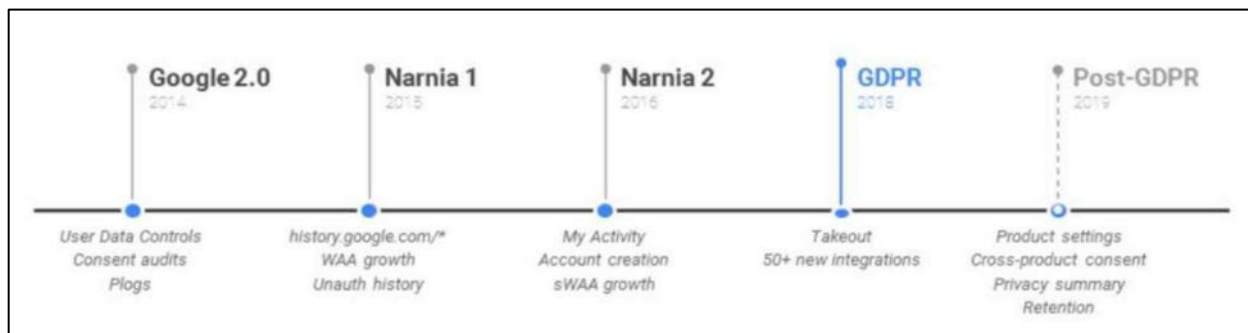 Google 2.0
2014
User Data Controls
Consent audits
Plogs
Narnia 1
2015
history.google.com/*
WAA growth
Unauth history
Narnia 2
2016
My Activity
Account creation
sWAA growth
GDPR
2018
Takeout
50+ new integrations
Post-GDPR
2019
Product settings
Cross-product consent
Privacy summary
Retention